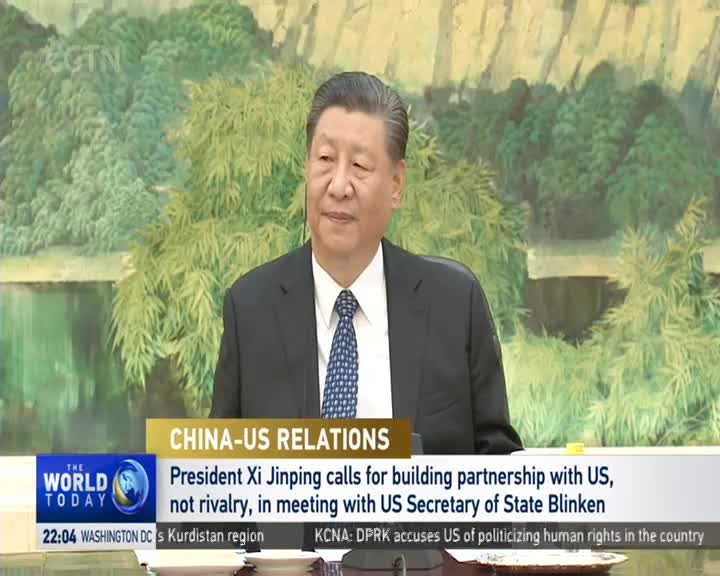 CGTN
CHINA-US RELATIONS
President Xi Jinping calls for building partnership with US,
not rivalry, in meeting with US Secretary of State Blinken
THE
WORLD
TODAY
22:04 WASHINGTON DC
's Kurdistan region KCNA: DPRK accuses US of politicizing human rights in the country